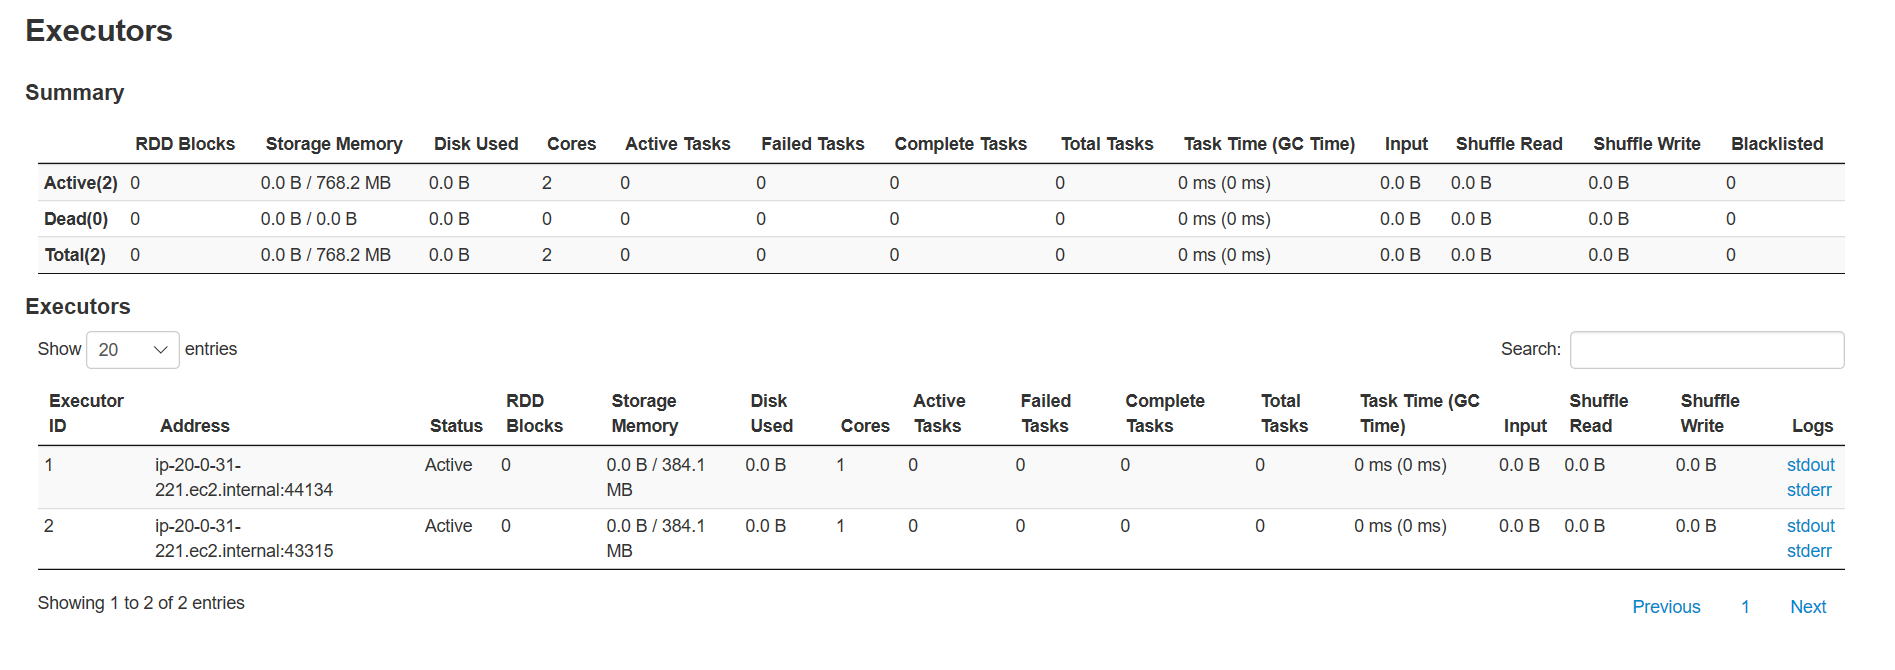 Executors
Summary
RDD Blocks Storage Memory Disk Used Cores Active Tasks Failed Tasks Complete Tasks Total Tasks Task Time (GC Time) Input Shuffle Read Shuffle Write Blacklisted
Active(2) 0 0.0 B / 768.2 MB 0.0 B 2 0 0 0 0 0 ms (0 ms) 0.0 B 0.0 B 0.0 B 0
Dead(0) 0 0.0 B / 0.0 B 0.0 B 0 0 0 0 0 0 ms (0 ms) 0.0 B 0.0 B 0.0 B 0
Total(2) 0 0.0 B / 768.2 MB 0.0 B 2 0 0 0 0 0 ms (0 ms) 0.0 B 0.0 B 0.0 B 0
Executors
Show 20 entries Search:
Executor RDD Storage Disk Active Failed Complete Total Task Time (GC Shuffle Shuffle
ID Address Status Blocks Memory Used Cores Tasks Tasks Tasks Tasks Time) Input Read Write Logs
1 ip-20-0-31- Active 0 0.0 B / 384.1 0.0 B 1 0 0 0 0 0 ms (0 ms) 0.0 B 0.0 B 0.0 B stdout
221.ec2.internal:44134 MB stderr
2 ip-20-0-31- Active 0 0.0 B / 384.1 0.0 B 1 0 0 0 0 0 ms (0 ms) 0.0 B 0.0 B 0.0 B stdout
221.ec2.internal:43315 MB stderr
Showing 1 to 2 of 2 entries Previous 1 Next